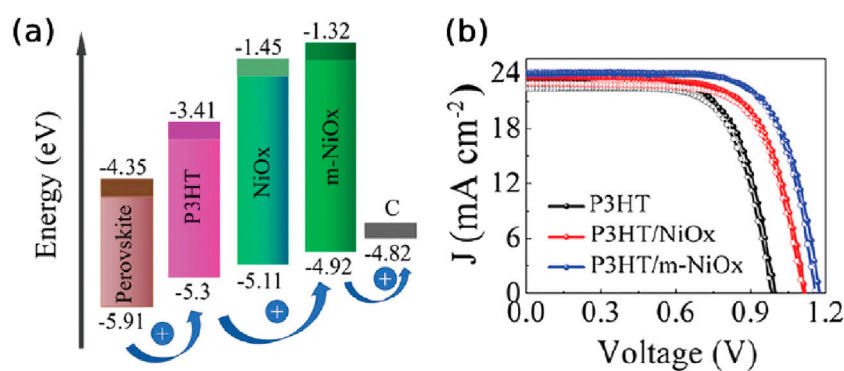 (a)
Energy (eV)
-4.35
Perovskite
-5.91
-3.41
P3HT
-5.3
-1.45
NiOx
-5.11
-1.32
m-NiOx
-4.92
C
-4.82
+
+
+
(b)
J (mA cm-2)
24
18
12
6
0
P3HT
P3HT/NiOx
P3HT/m-NiOx
0.0 0.3 0.6 0.9 1.2
Voltage (V)